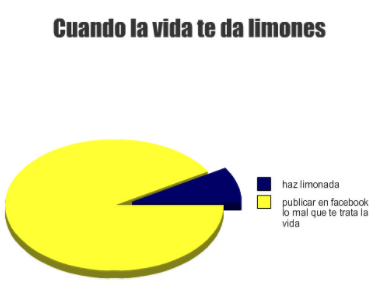 Cuando la vida te da limones
haz limonada
publicar en facebook
lo mal que te trata la
vida